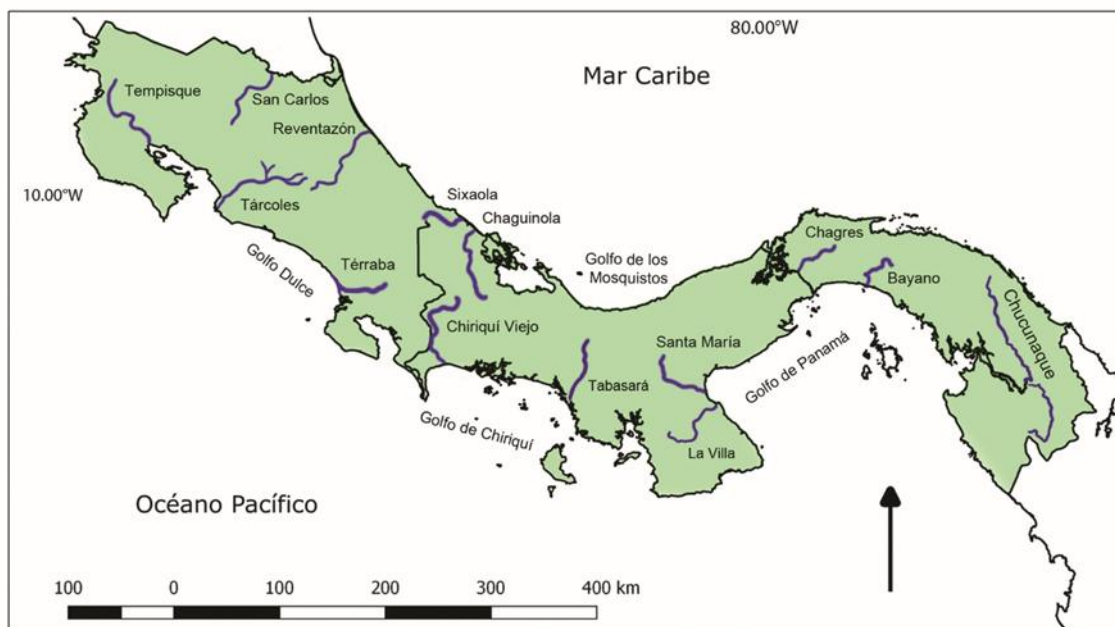 80.00°W
Mar Caribe
Tempisque
San Carlos
Reventazón
10.00°W
Tárcoles
Sixaola
Chaguinola
Chagres
Golfo de los
Mosquistos
Golfo Dulce
Térraba
Bayano
Chucunaque
Chiriquí Viejo
Santa María
Golfo de Panamá
Tabasará
Golfo de Chiriquí
La Villa
Océano Pacífico
100 0 100 200 300 400 km